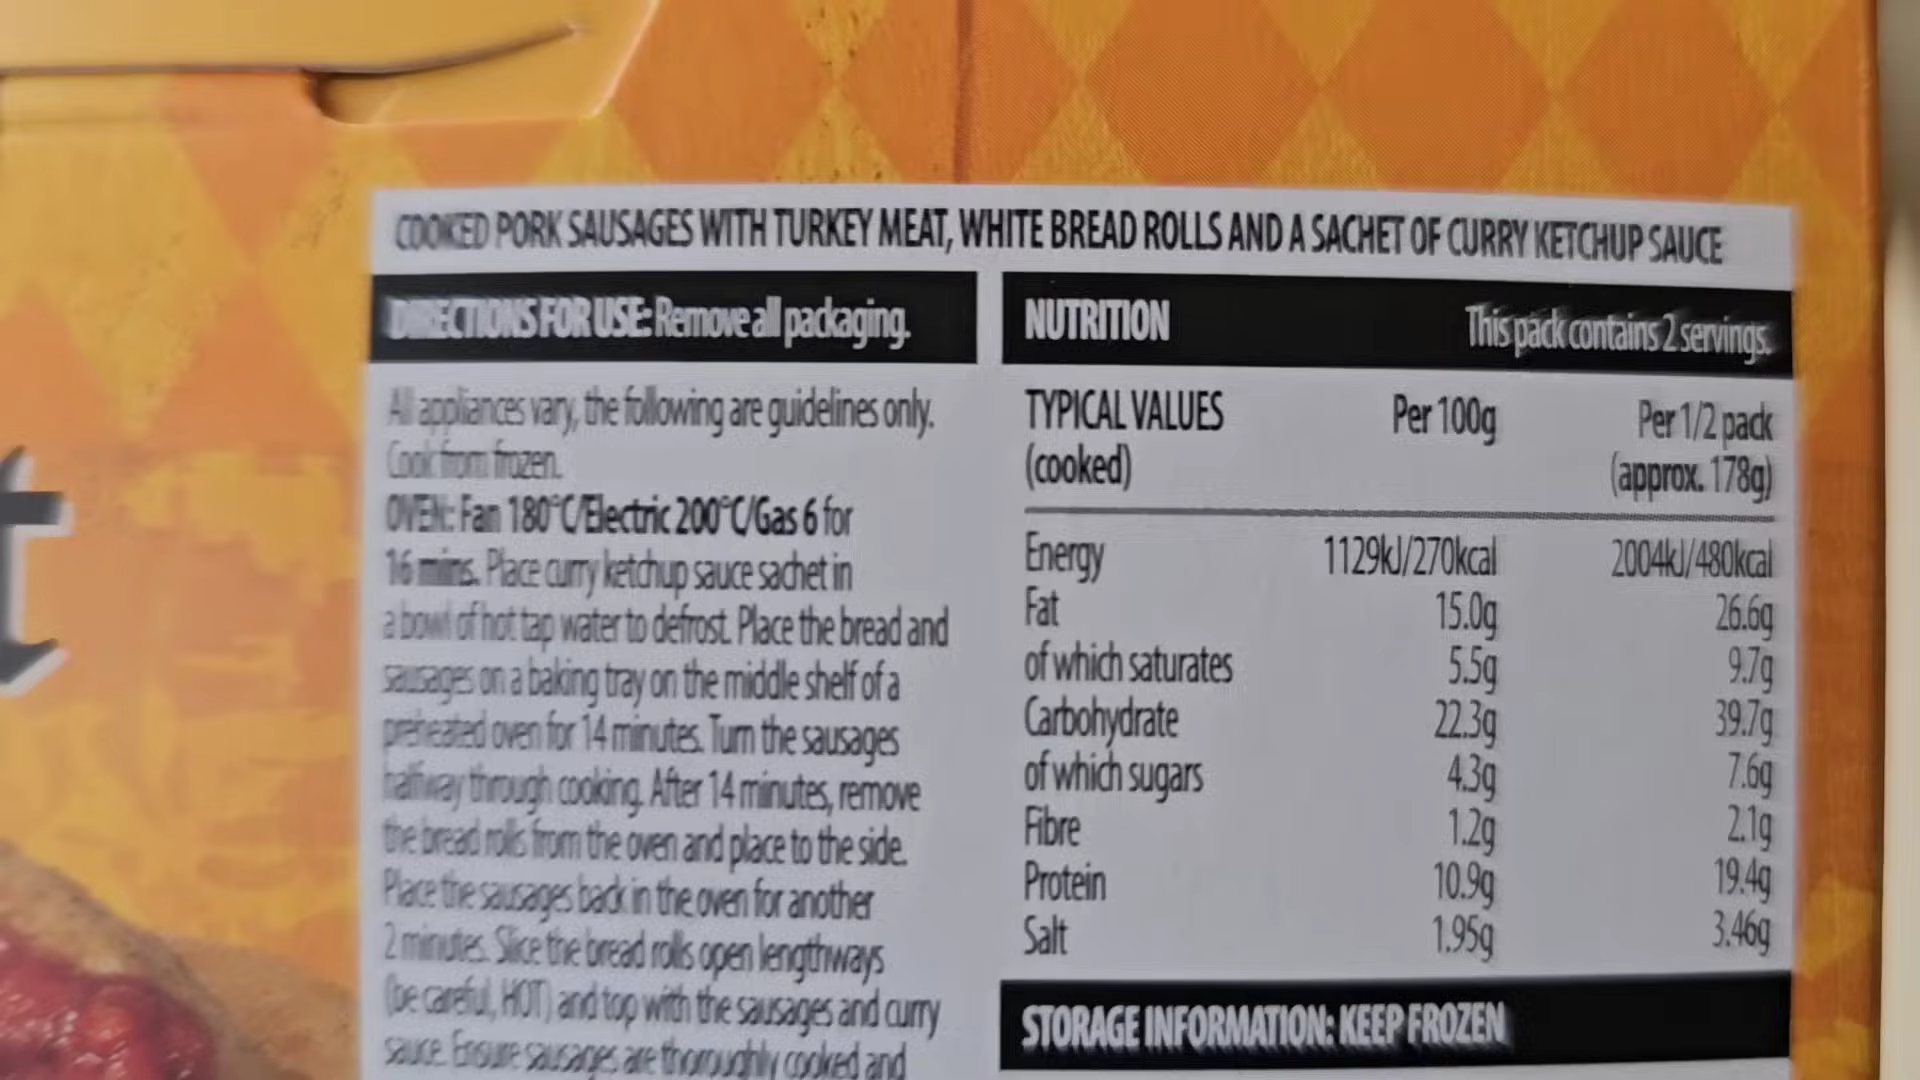 t
COOKED PORK SAUSAGES WITH TURKEY MEAT, WHITE BREAD ROLLS AND A SACHET OF CURRY KETCHUP SAUCE
DIRECTIONS FOR USE: Remove all packaging.
All appliances vary, the following are guidelines only.
Cook from frozen.
OVEN: Fan 180°C/Electric 200°C/Gas 6 for
16 mins. Place curry ketchup sauce sachet in
a bowl of hot tap water to defrost. Place the bread and
sausages on a baking tray on the middle shelf of a
preheated oven for 14 minutes. Turn the sausages
halfway through cooking. After 14 minutes, remove
the bread rolls from the oven and place to the side.
Place the sausages back in the oven for another
2 minutes. Slice the bread rolls open lengthways
(be careful, HOT) and top with the sausages and curry
sauce. Ensure sausages are thoroughly cooked and
NUTRITION This pack contains 2 servings.
TYPICAL VALUES Per 100g Per 1/2 pack
(cooked) (approx. 178g)
Energy 1129kJ/270kcal 2004kJ/480kcal
Fat 15.0g 26.6g
of which saturates 5.5g 9.7g
Carbohydrate 22.3g 39.7g
of which sugars 4.3g 7.6g
Fibre 1.2g 2.1g
Protein 10.9g 19.4g
Salt 1.95g 3.46g
STORAGE INFORMATION: KEEP FROZEN